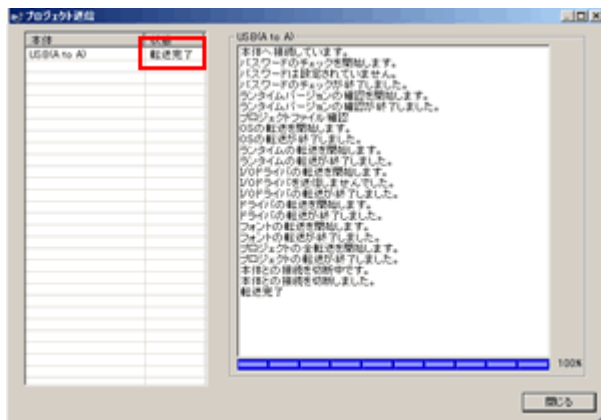 プロジェクト送信
本体
状態
USB(A to A)
転送完了
USB(A to A)
本体へ接続しています。
パスワードのチェックを開始します。
パスワードは設定されていません。
パスワードのチェックが終了しました。
ランタイムバージョンの確認を開始します。
ランタイムバージョンの確認が終了しました。
プロジェクトファイル確認
OSの転送を開始します。
OSの転送が終了しました。
ランタイムの転送を開始します。
ランタイムの転送が終了しました。
I/Oドライバの転送を開始します。
I/Oドライバを送信しませんでした。
I/Oドライバの転送が終了しました。
ドライバの転送を開始します。
ドライバの転送が終了しました。
フォントの転送を開始します。
フォントの転送が終了しました。
プロジェクトの全転送を開始します。
プロジェクトの転送が終了しました。
本体との接続を切断中です。
本体との接続を切断しました。
転送完了
100%
閉じる